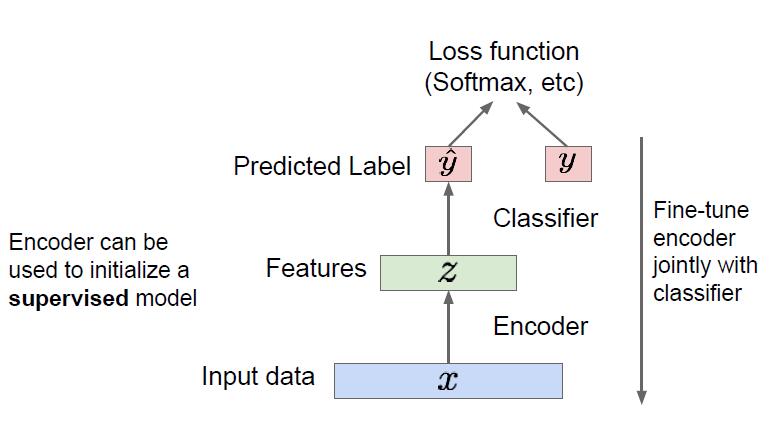 Loss function
(Softmax, etc)
Predicted Label
ŷ
y
Classifier
Fine-tune
encoder
jointly with
classifier
Encoder can be
used to initialize a
supervised model
Features
z
Encoder
Input data
x